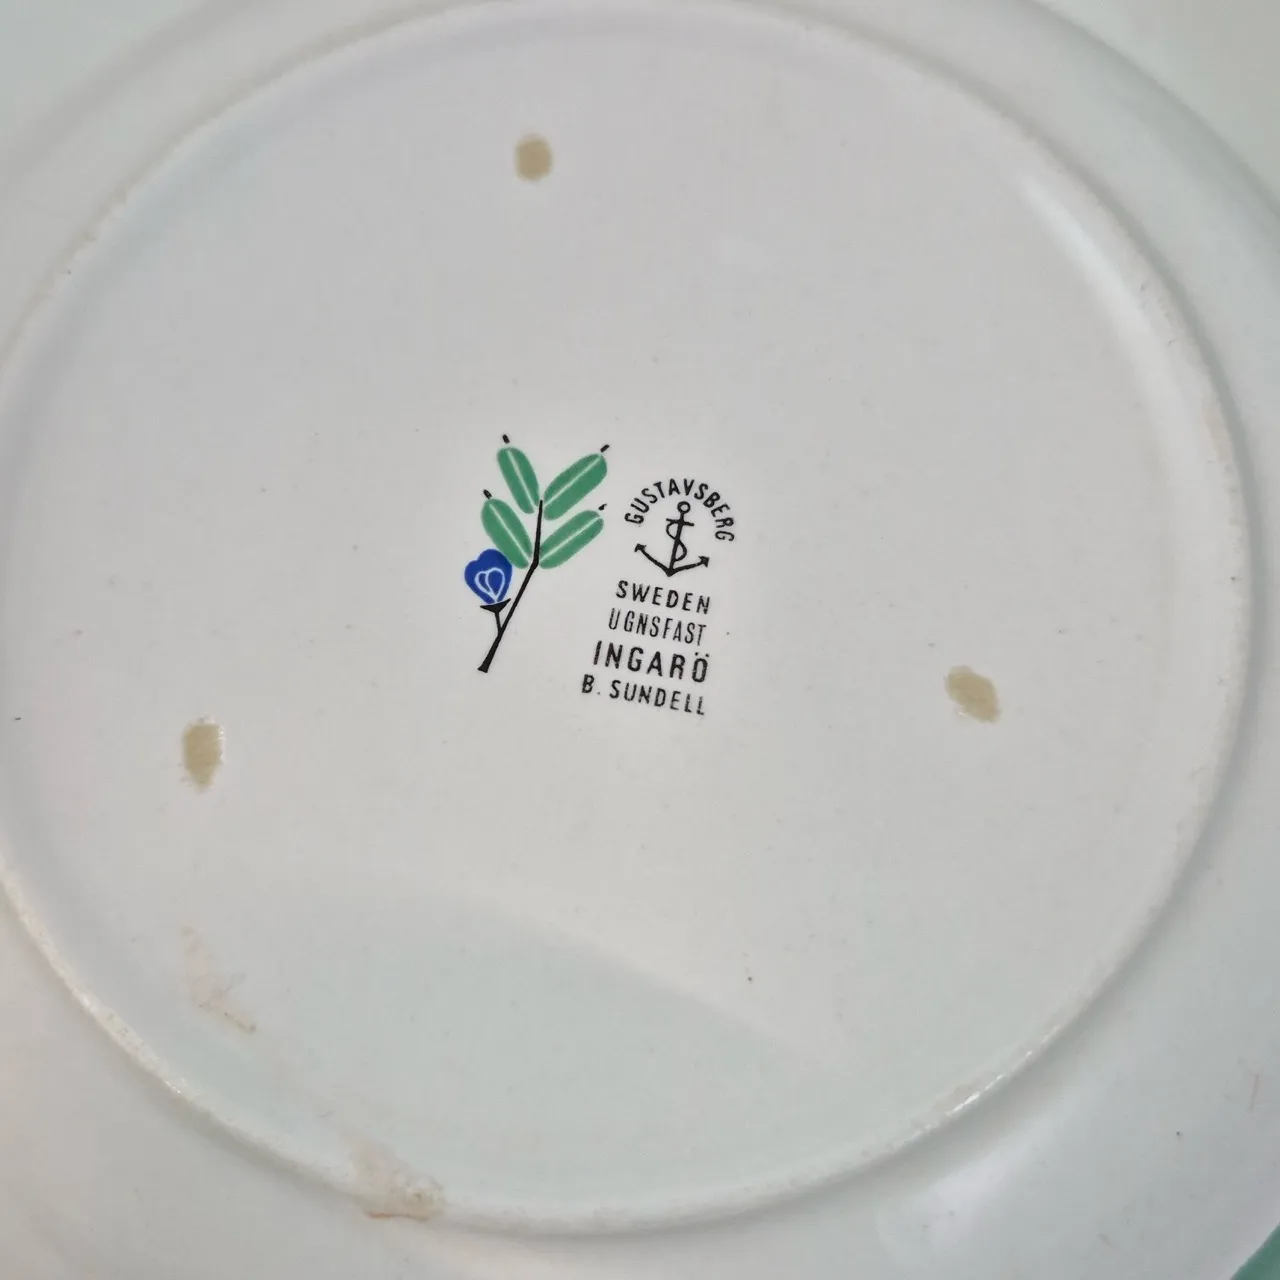 GUSTAVSBERG
SWEDEN
UGNSFAST
INGARÖ
B. SUNDELL